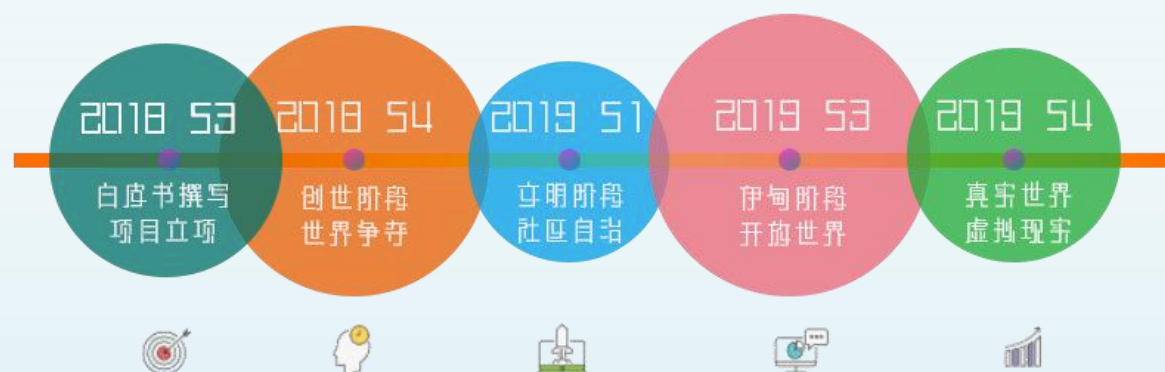 2018 S3
白皮书撰写
项目立项
2018 S4
创世阶段
世界争夺
2019 S1
立明阶段
社区自治
2019 S3
伊甸阶段
开放世界
2019 S4
真实世界
虚拟现实